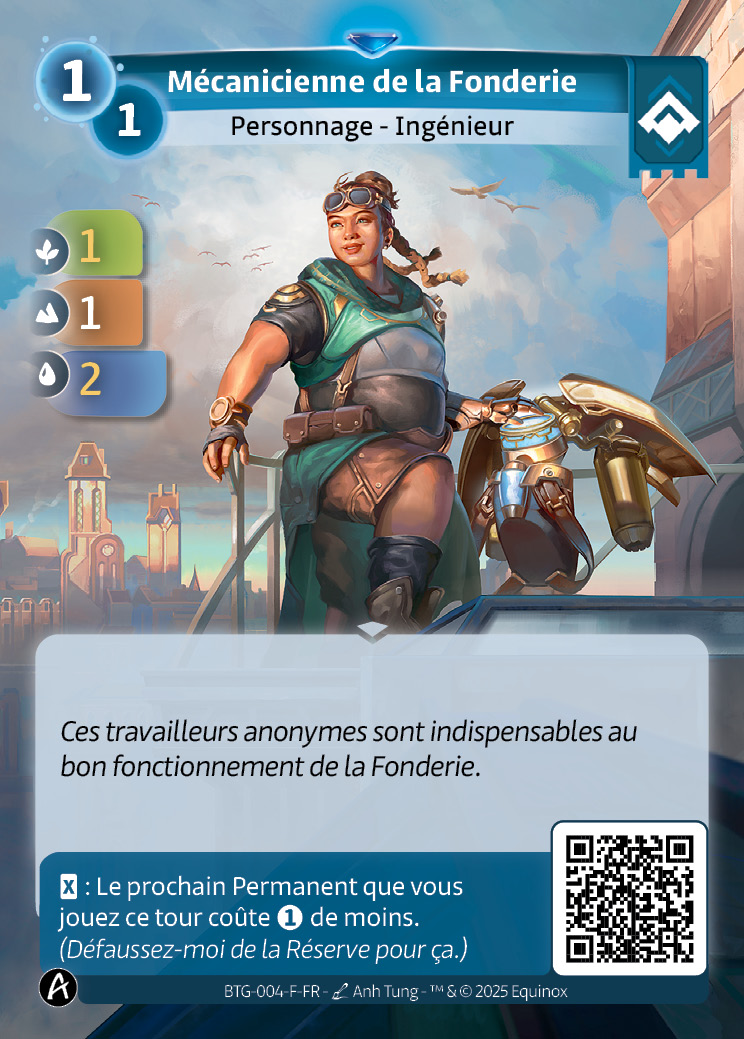 1
Mécanicienne de la Fonderie
1
Personnage - Ingénieur
1
1
2
Ces travailleurs anonymes sont indispensables au
bon fonctionnement de la Fonderie.
X : Le prochain Permanent que vous
jouez ce tour coûte 1 de moins.
(Défaussez-moi de la Réserve pour ça.)
A BTG-004-F-FR - Anh Tung - ™ & © 2025 Equinox